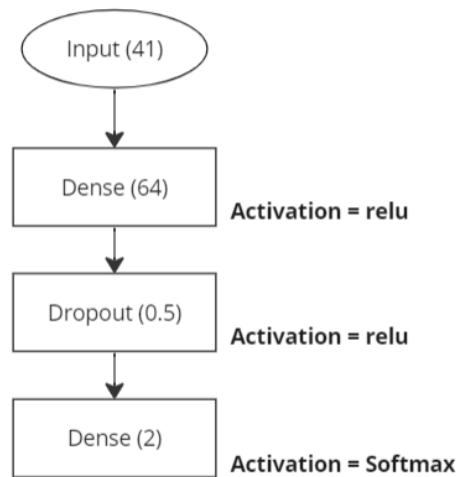 Input (41)
Dense (64)
Activation = relu
Dropout (0.5)
Activation = relu
Dense (2)
Activation = Softmax